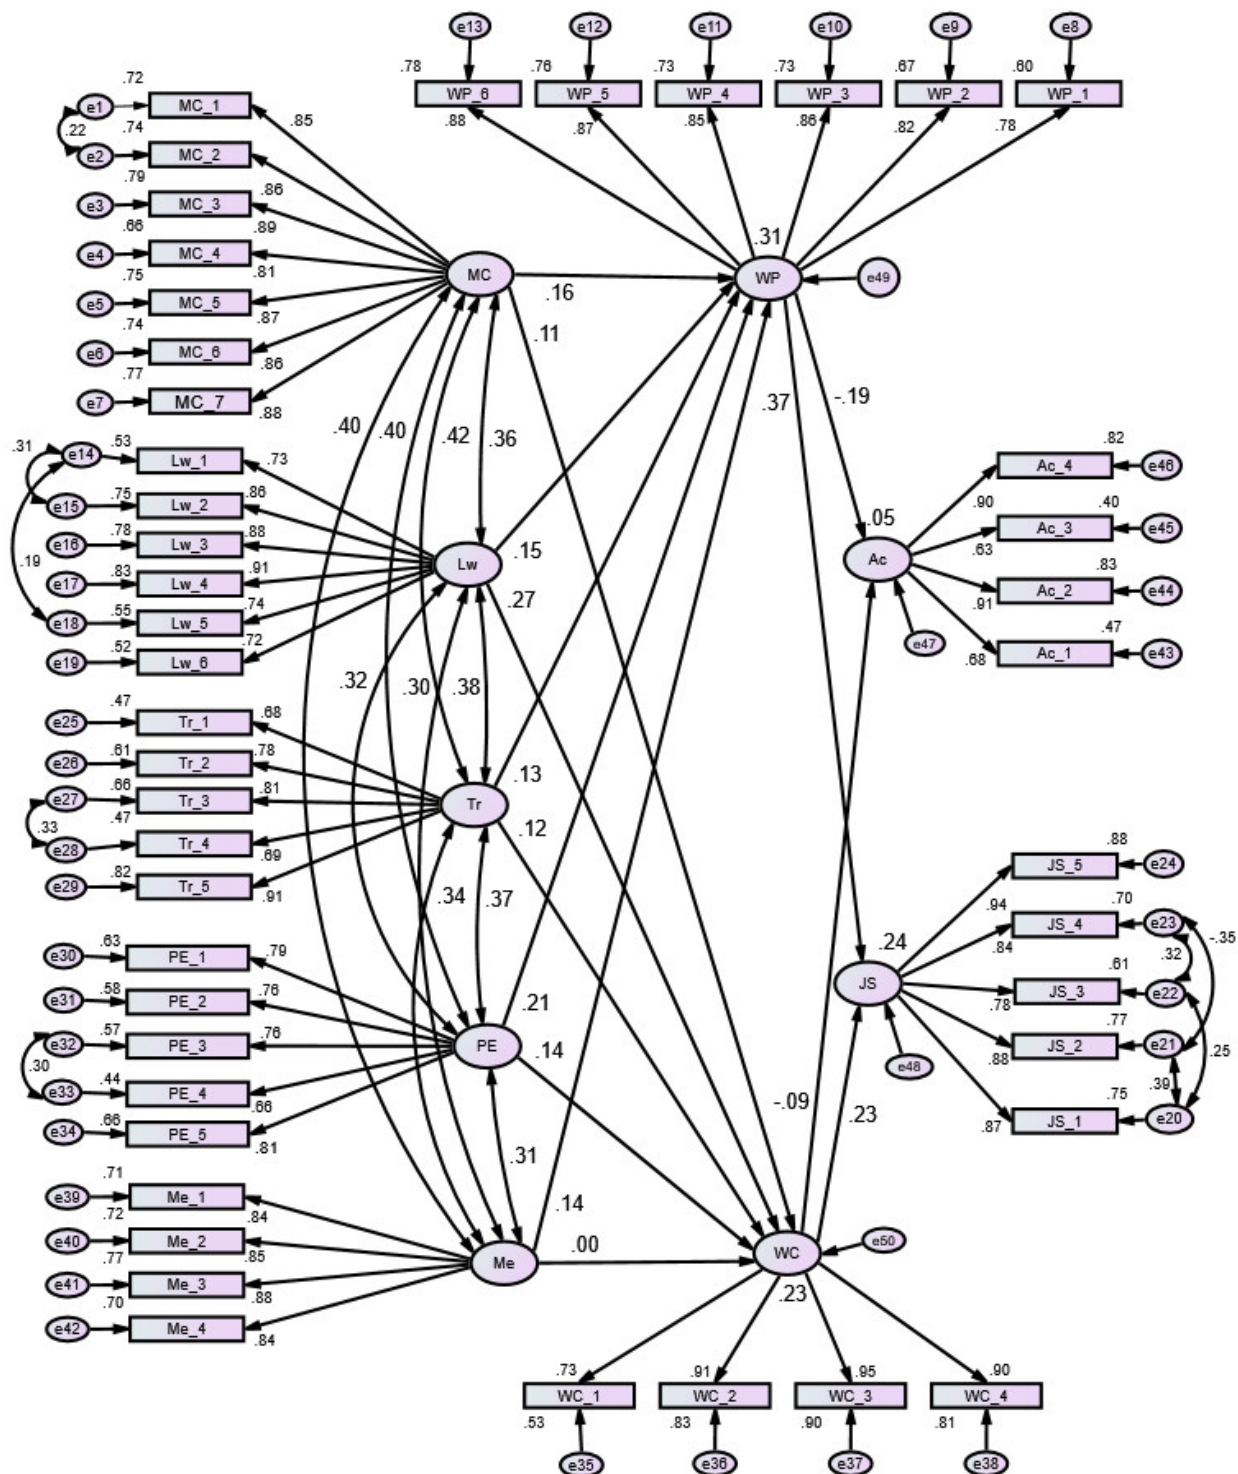 e13 e12 e11 e10 e9 e8
.78 .76 .73 .73 .67 .60
WP_6 WP_5 WP_4 WP_3 WP_2 WP_1
.88 .87 .85 .86 .82 .78
.72
e1 MC_1 .85
.22 .74
e2 MC_2
.79 .86
e3 MC_3
.66 .89
e4 MC_4
.75 .81
e5 MC_5
.74 .87
e6 MC_6
.77 .86
e7 MC_7
.88
MC .16 .11
.31
WP e49
.40 .40 .42 .36
.37 -.19
.31 e14 .53 Lw_1 .73
e15 .75 Lw_2 .86
e16 .78 Lw_3 .88
.19 e17 .83 Lw_4 .91
e18 .55 Lw_5 .74
e19 .52 Lw_6 .72
Lw .15
.27
.82
Ac_4 e46
.90 .40
Ac_3 e45
.63 .83
Ac_2 e44
.91 .47
Ac_1 e43
.68
.05
Ac
e47
.32 .30 .38
.47
e25 Tr_1 .68
.61
e26 Tr_2 .78
.66
e27 Tr_3 .81
.33 .47
e28 Tr_4 .69
.82
e29 Tr_5 .91
Tr .13
.12
.34 .37
.88
JS_5 e24
.94 .70
JS_4 e23 -.35
.84 .32
.61
JS_3 e22
.78 .77
JS_2 e21 .25
.88 .39
.75
JS_1 e20
.87
.24
JS
e48
.63
e30 PE_1 .79
.58
e31 PE_2 .76
.57
e32 PE_3 .76
.30 .44
e33 PE_4 .66
.66
e34 PE_5 .81
PE .21
.14
-.09 .23
.31
.71
e39 Me_1 .84
.72
e40 Me_2 .85
.77
e41 Me_3 .88
.70
e42 Me_4 .84
Me .14
.00
WC e50
.23
.73 .91 .95 .90
WC_1 WC_2 WC_3 WC_4
.53 .83 .90 .81
e35 e36 e37 e38